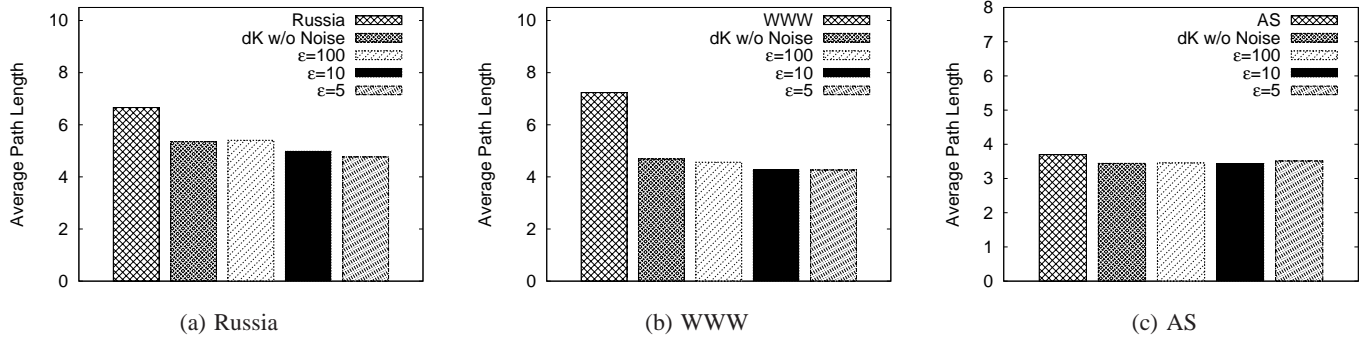 Average Path Length
10
8
6
4
2
0
Russia
dK w/o Noise
ε=100
ε=10
ε=5
(a) Russia
Average Path Length
10
8
6
4
2
0
WWW
dK w/o Noise
ε=100
ε=10
ε=5
(b) WWW
Average Path Length
8
7
6
5
4
3
2
1
0
AS
dK w/o Noise
ε=100
ε=10
ε=5
(c) AS